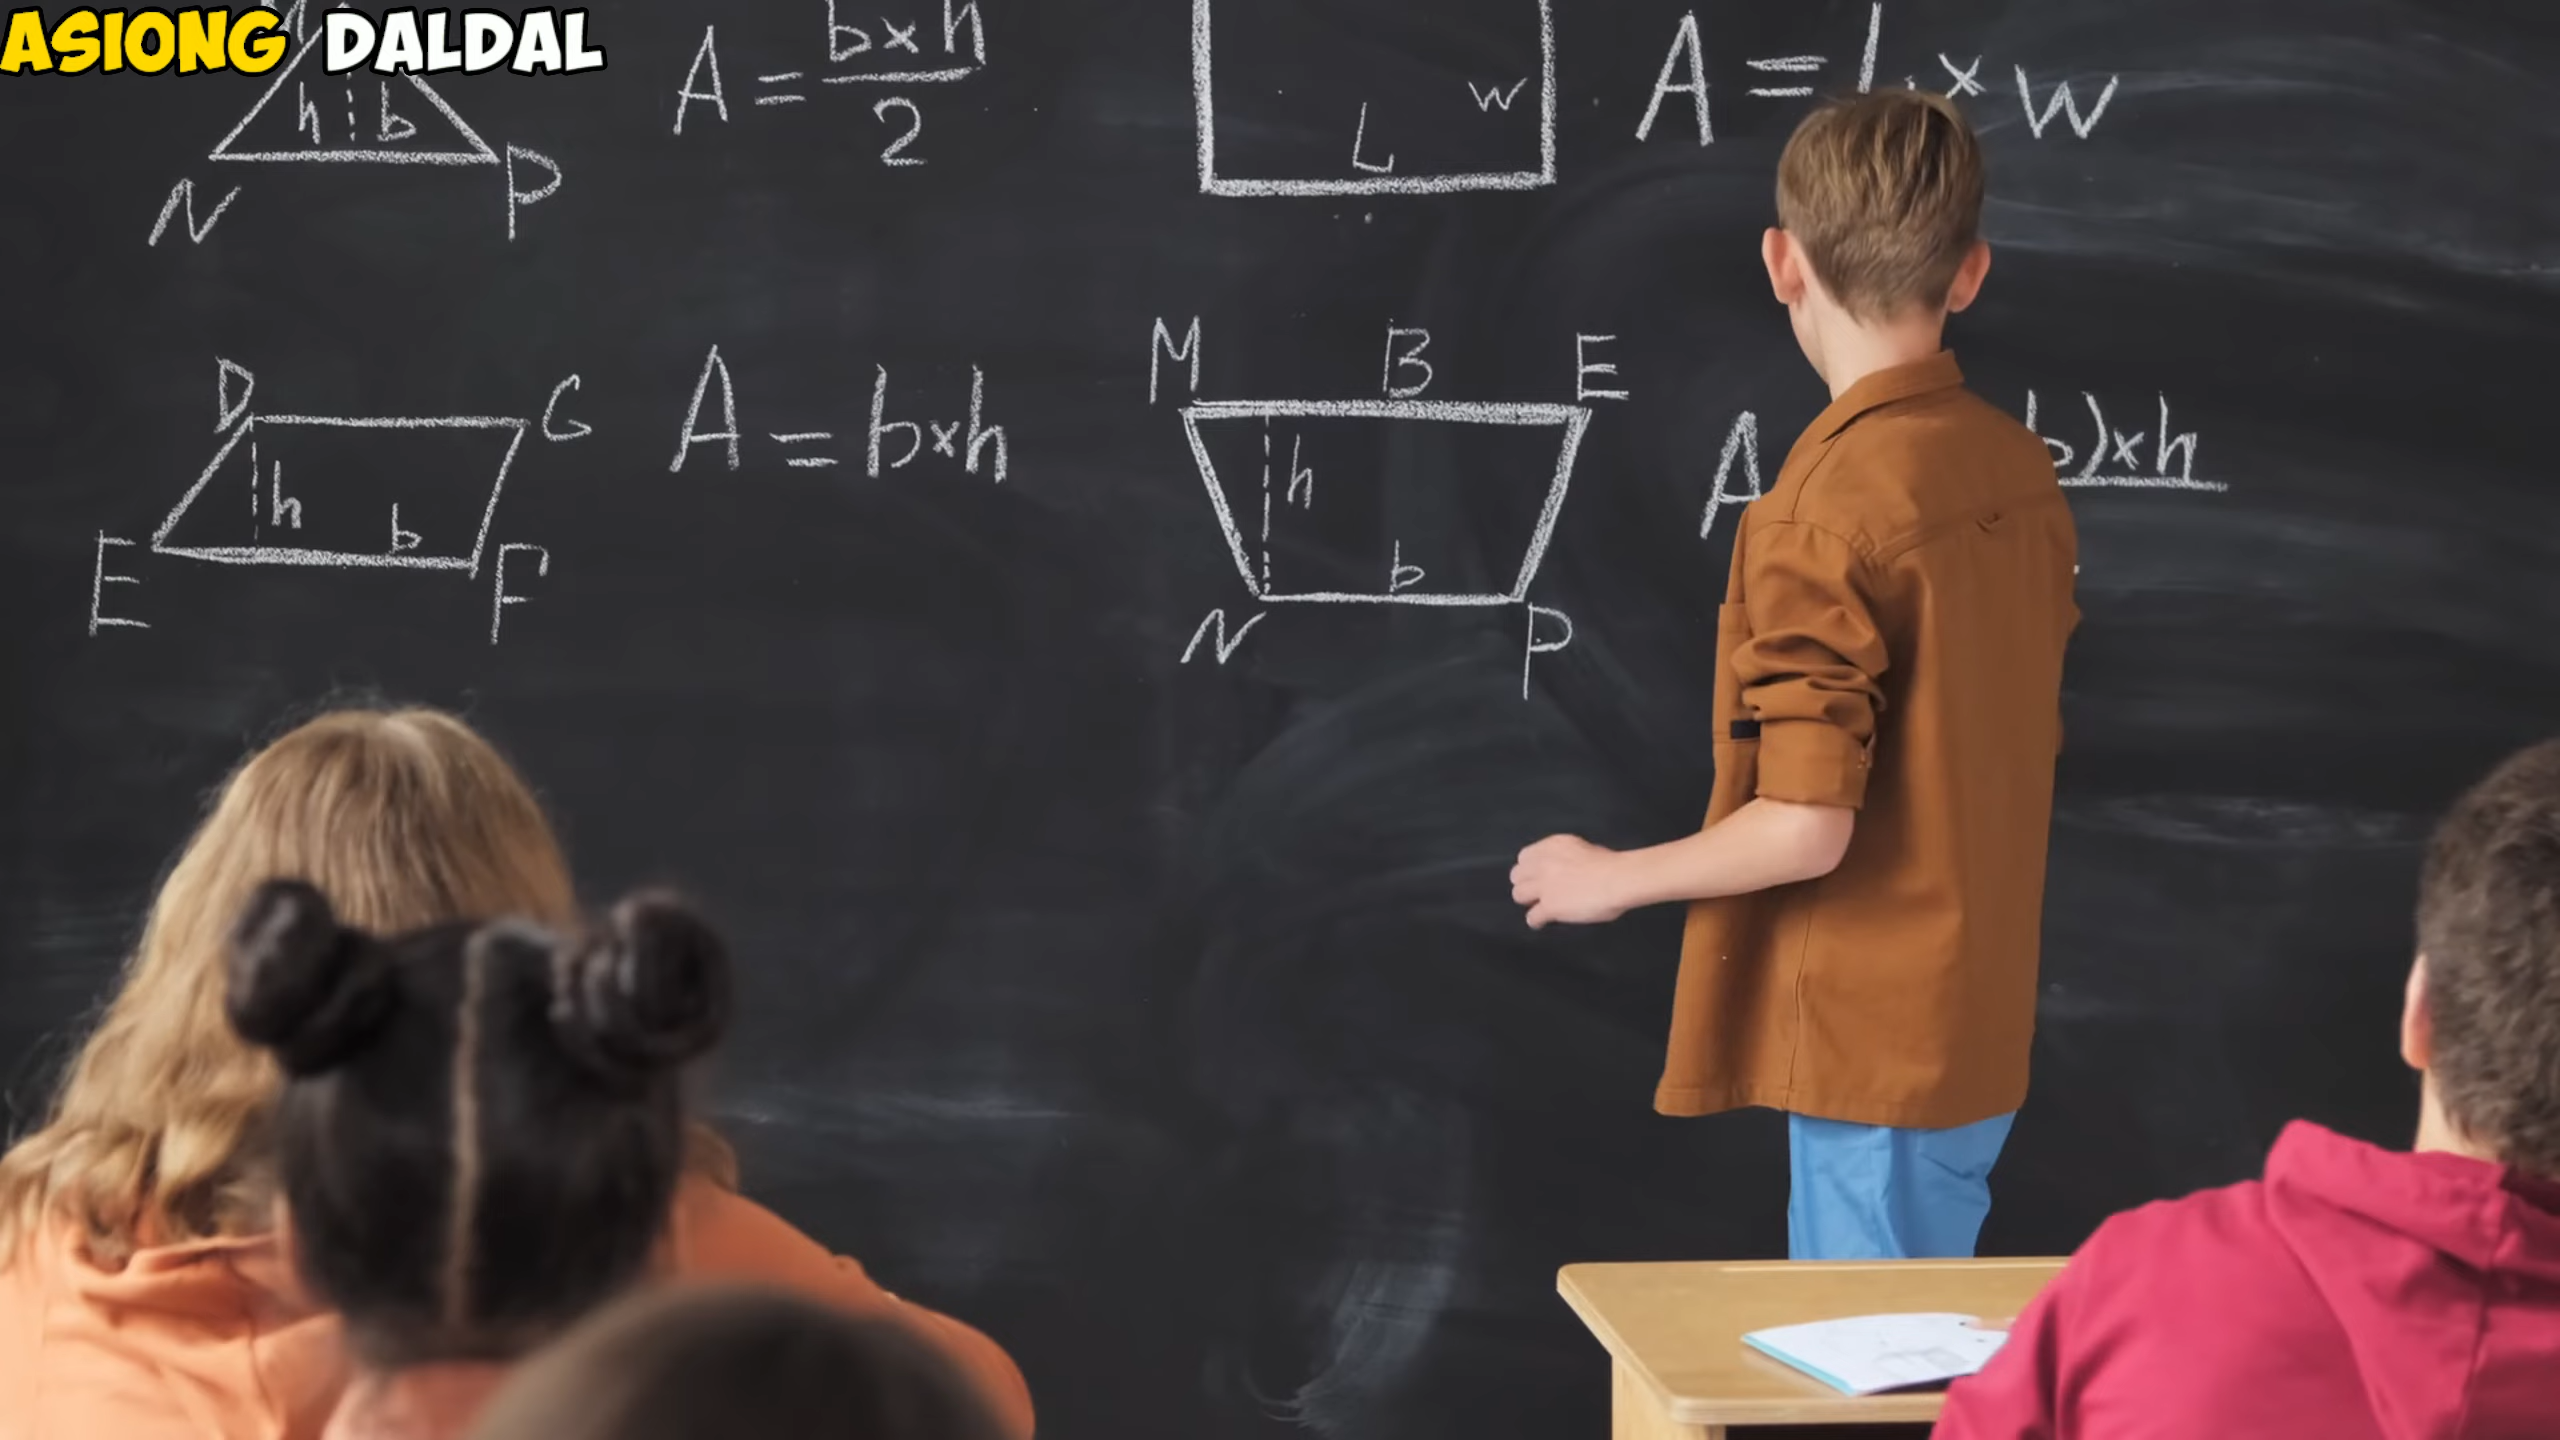 ASIONG DALDAL
h b
N P
A = b x h
2
L w
A = L x w
D G
h b
E F
A = b x h
M B E
h
b
N P
A b) x h